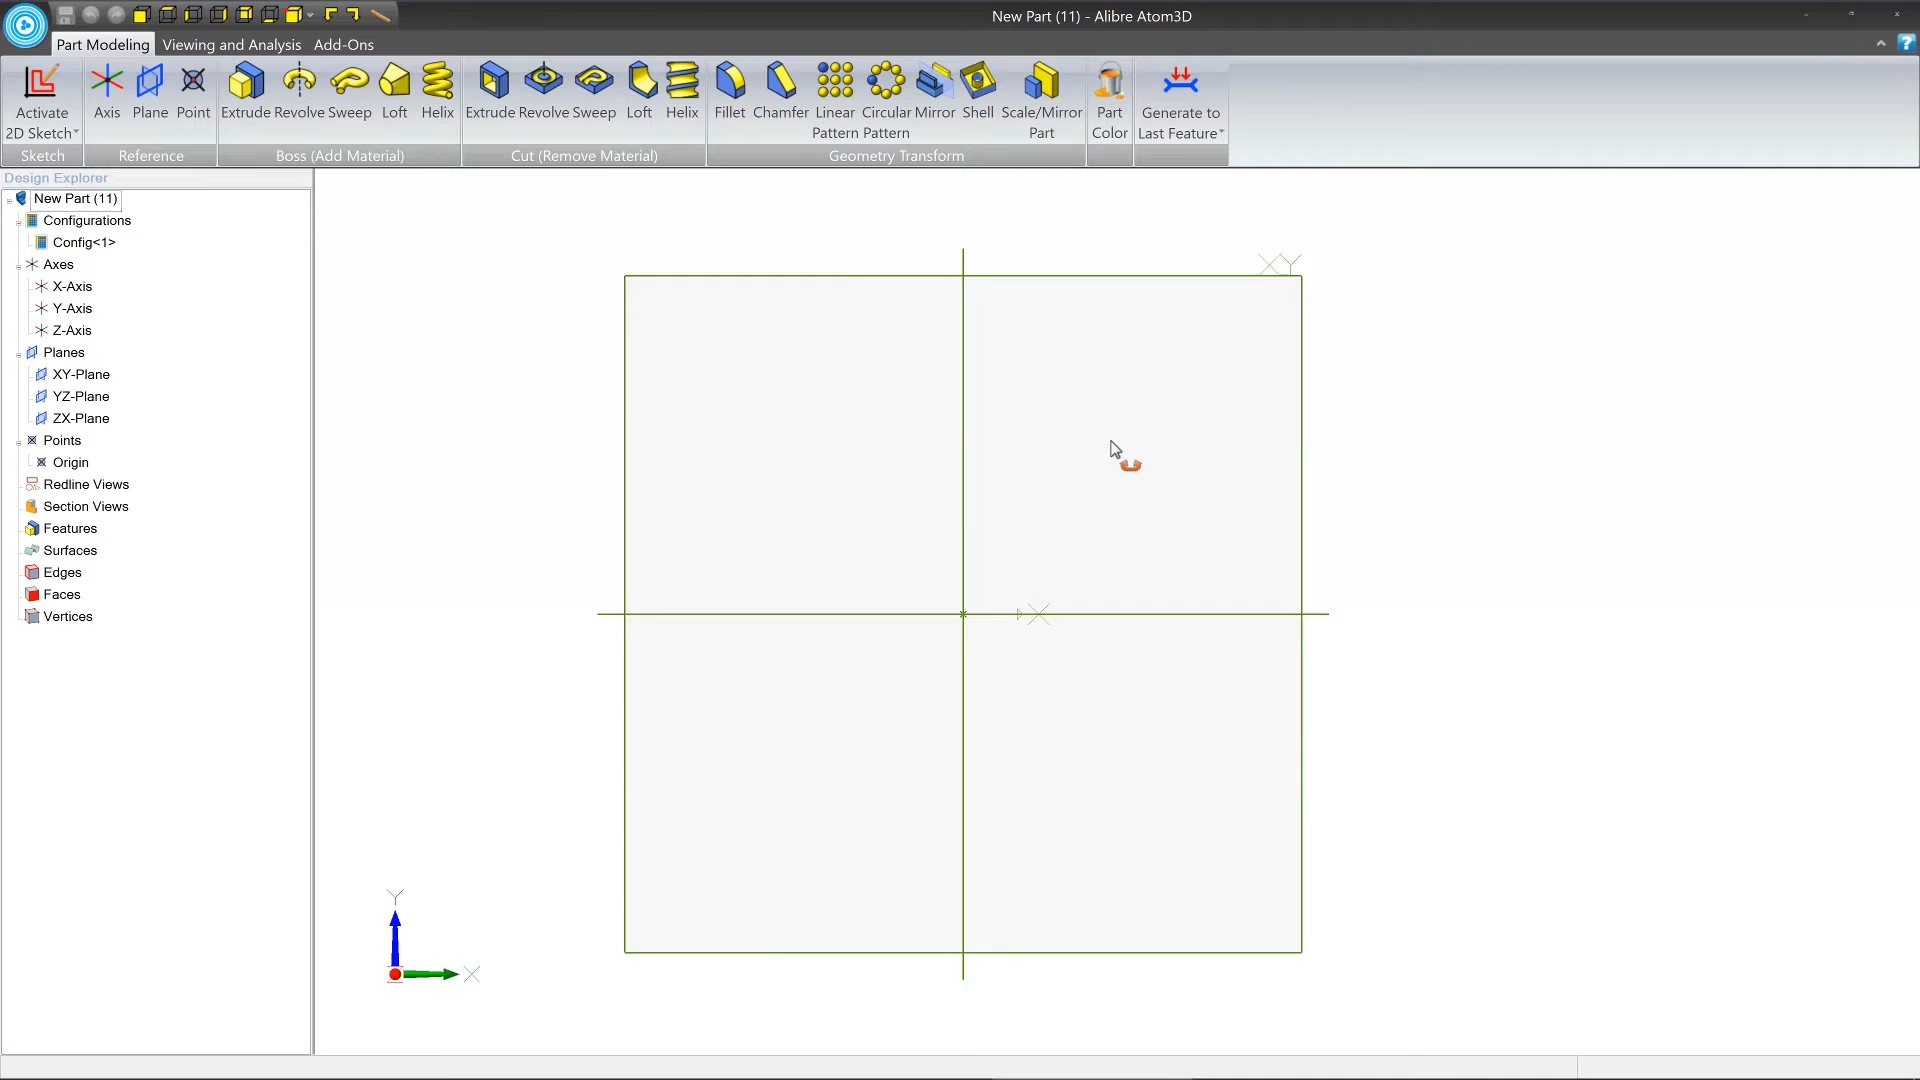 New Part (11) - Alibre Atom3D
Part Modeling Viewing and Analysis Add-Ons
Activate 2D Sketch
Axis Plane Point
Extrude Revolve Sweep Loft Helix
Extrude Revolve Sweep Loft Helix
Fillet Chamfer Linear Pattern Circular Pattern Mirror Shell Scale/Mirror Part
Part Color
Generate to Last Feature
Sketch Reference Boss (Add Material) Cut (Remove Material) Geometry Transform
Design Explorer
New Part (11)
Configurations
Config<1>
Axes
X-Axis
Y-Axis
Z-Axis
Planes
XY-Plane
YZ-Plane
ZX-Plane
Points
Origin
Redline Views
Section Views
Features
Surfaces
Edges
Faces
Vertices
XY
X
Y
X